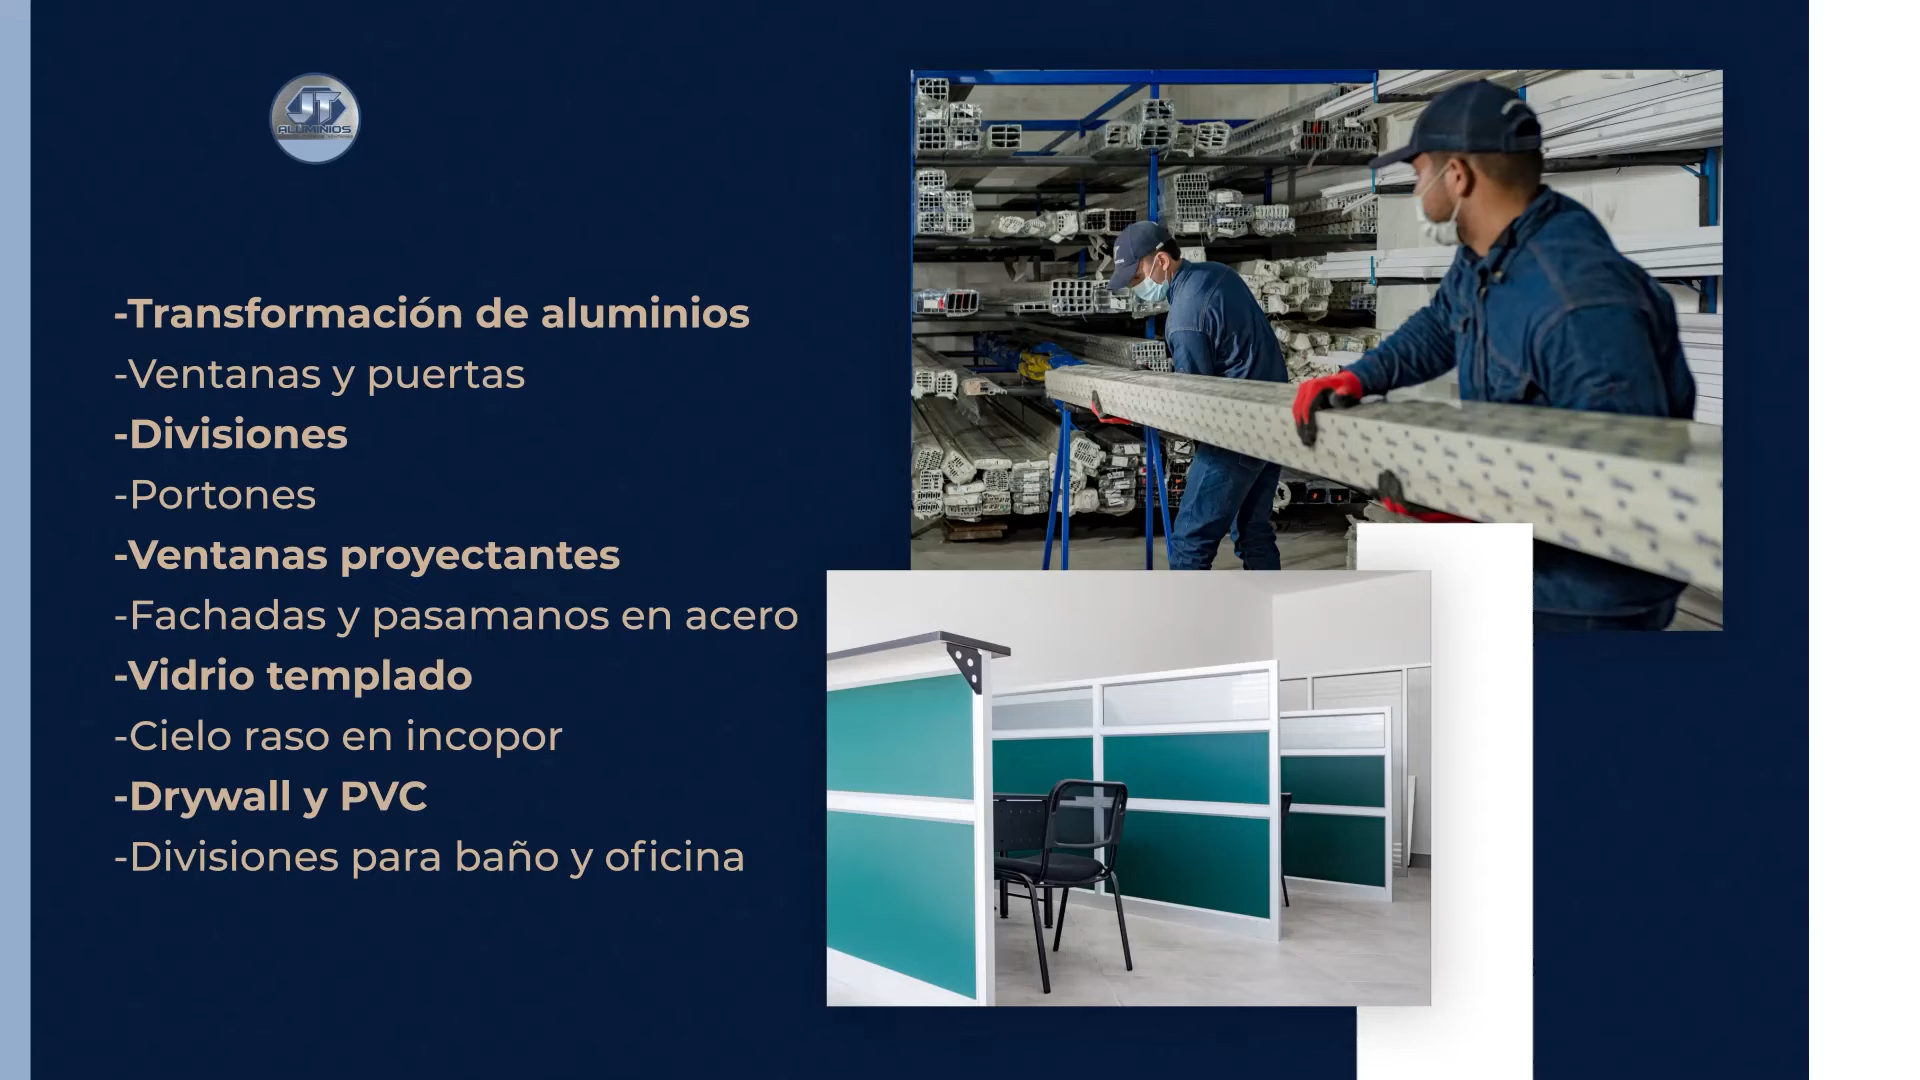 JT
ALUMINIOS
-Transformación de aluminios
-Ventanas y puertas
-Divisiones
-Portones
-Ventanas proyectantes
-Fachadas y pasamanos en acero
-Vidrio templado
-Cielo raso en incopor
-Drywall y PVC
-Divisiones para baño y oficina